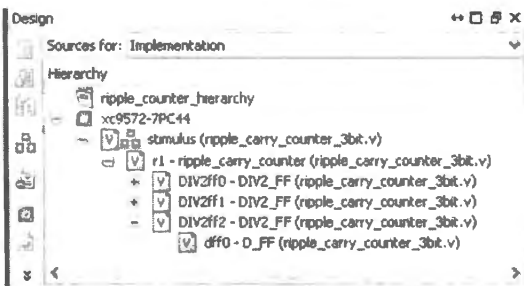 Design
Sources for: Implementation
Hierarchy
ripple_counter_hierarchy
xc9572-7PC44
stimulus (ripple_carry_counter_3bit.v)
r1 - ripple_carry_counter (ripple_carry_counter_3bit.v)
DIV2ff0 - DIV2_FF (ripple_carry_counter_3bit.v)
DIV2ff1 - DIV2_FF (ripple_carry_counter_3bit.v)
DIV2ff2 - DIV2_FF (ripple_carry_counter_3bit.v)
dff0 - D_FF (ripple_carry_counter_3bit.v)